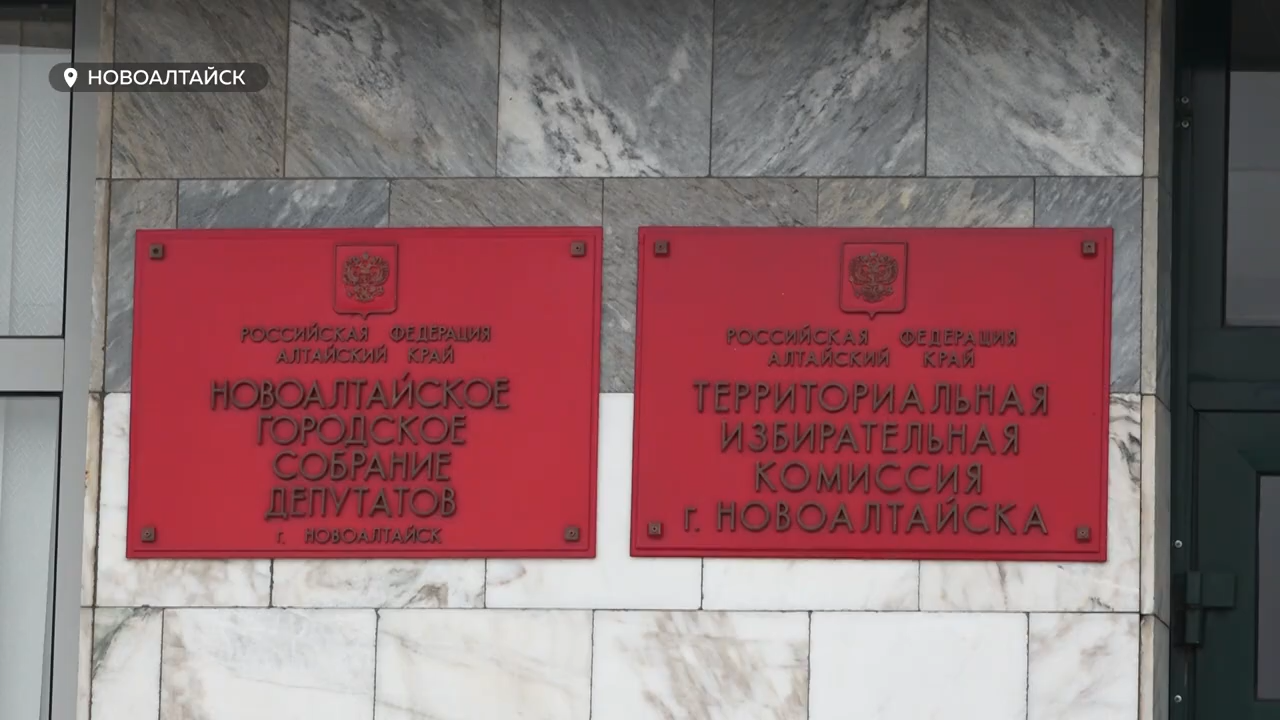 НОВОАЛТАЙСК
РОССИЙСКАЯ ФЕДЕРАЦИЯ
АЛТАЙСКИЙ КРАЙ
НОВОАЛТАЙСКОЕ
ГОРОДСКОЕ
СОБРАНИЕ
ДЕПУТАТОВ
г. НОВОАЛТАЙСК
РОССИЙСКАЯ ФЕДЕРАЦИЯ
АЛТАЙСКИЙ КРАЙ
ТЕРРИТОРИАЛЬНАЯ
ИЗБИРАТЕЛЬНАЯ
КОМИССИЯ
г. НОВОАЛТАЙСКА